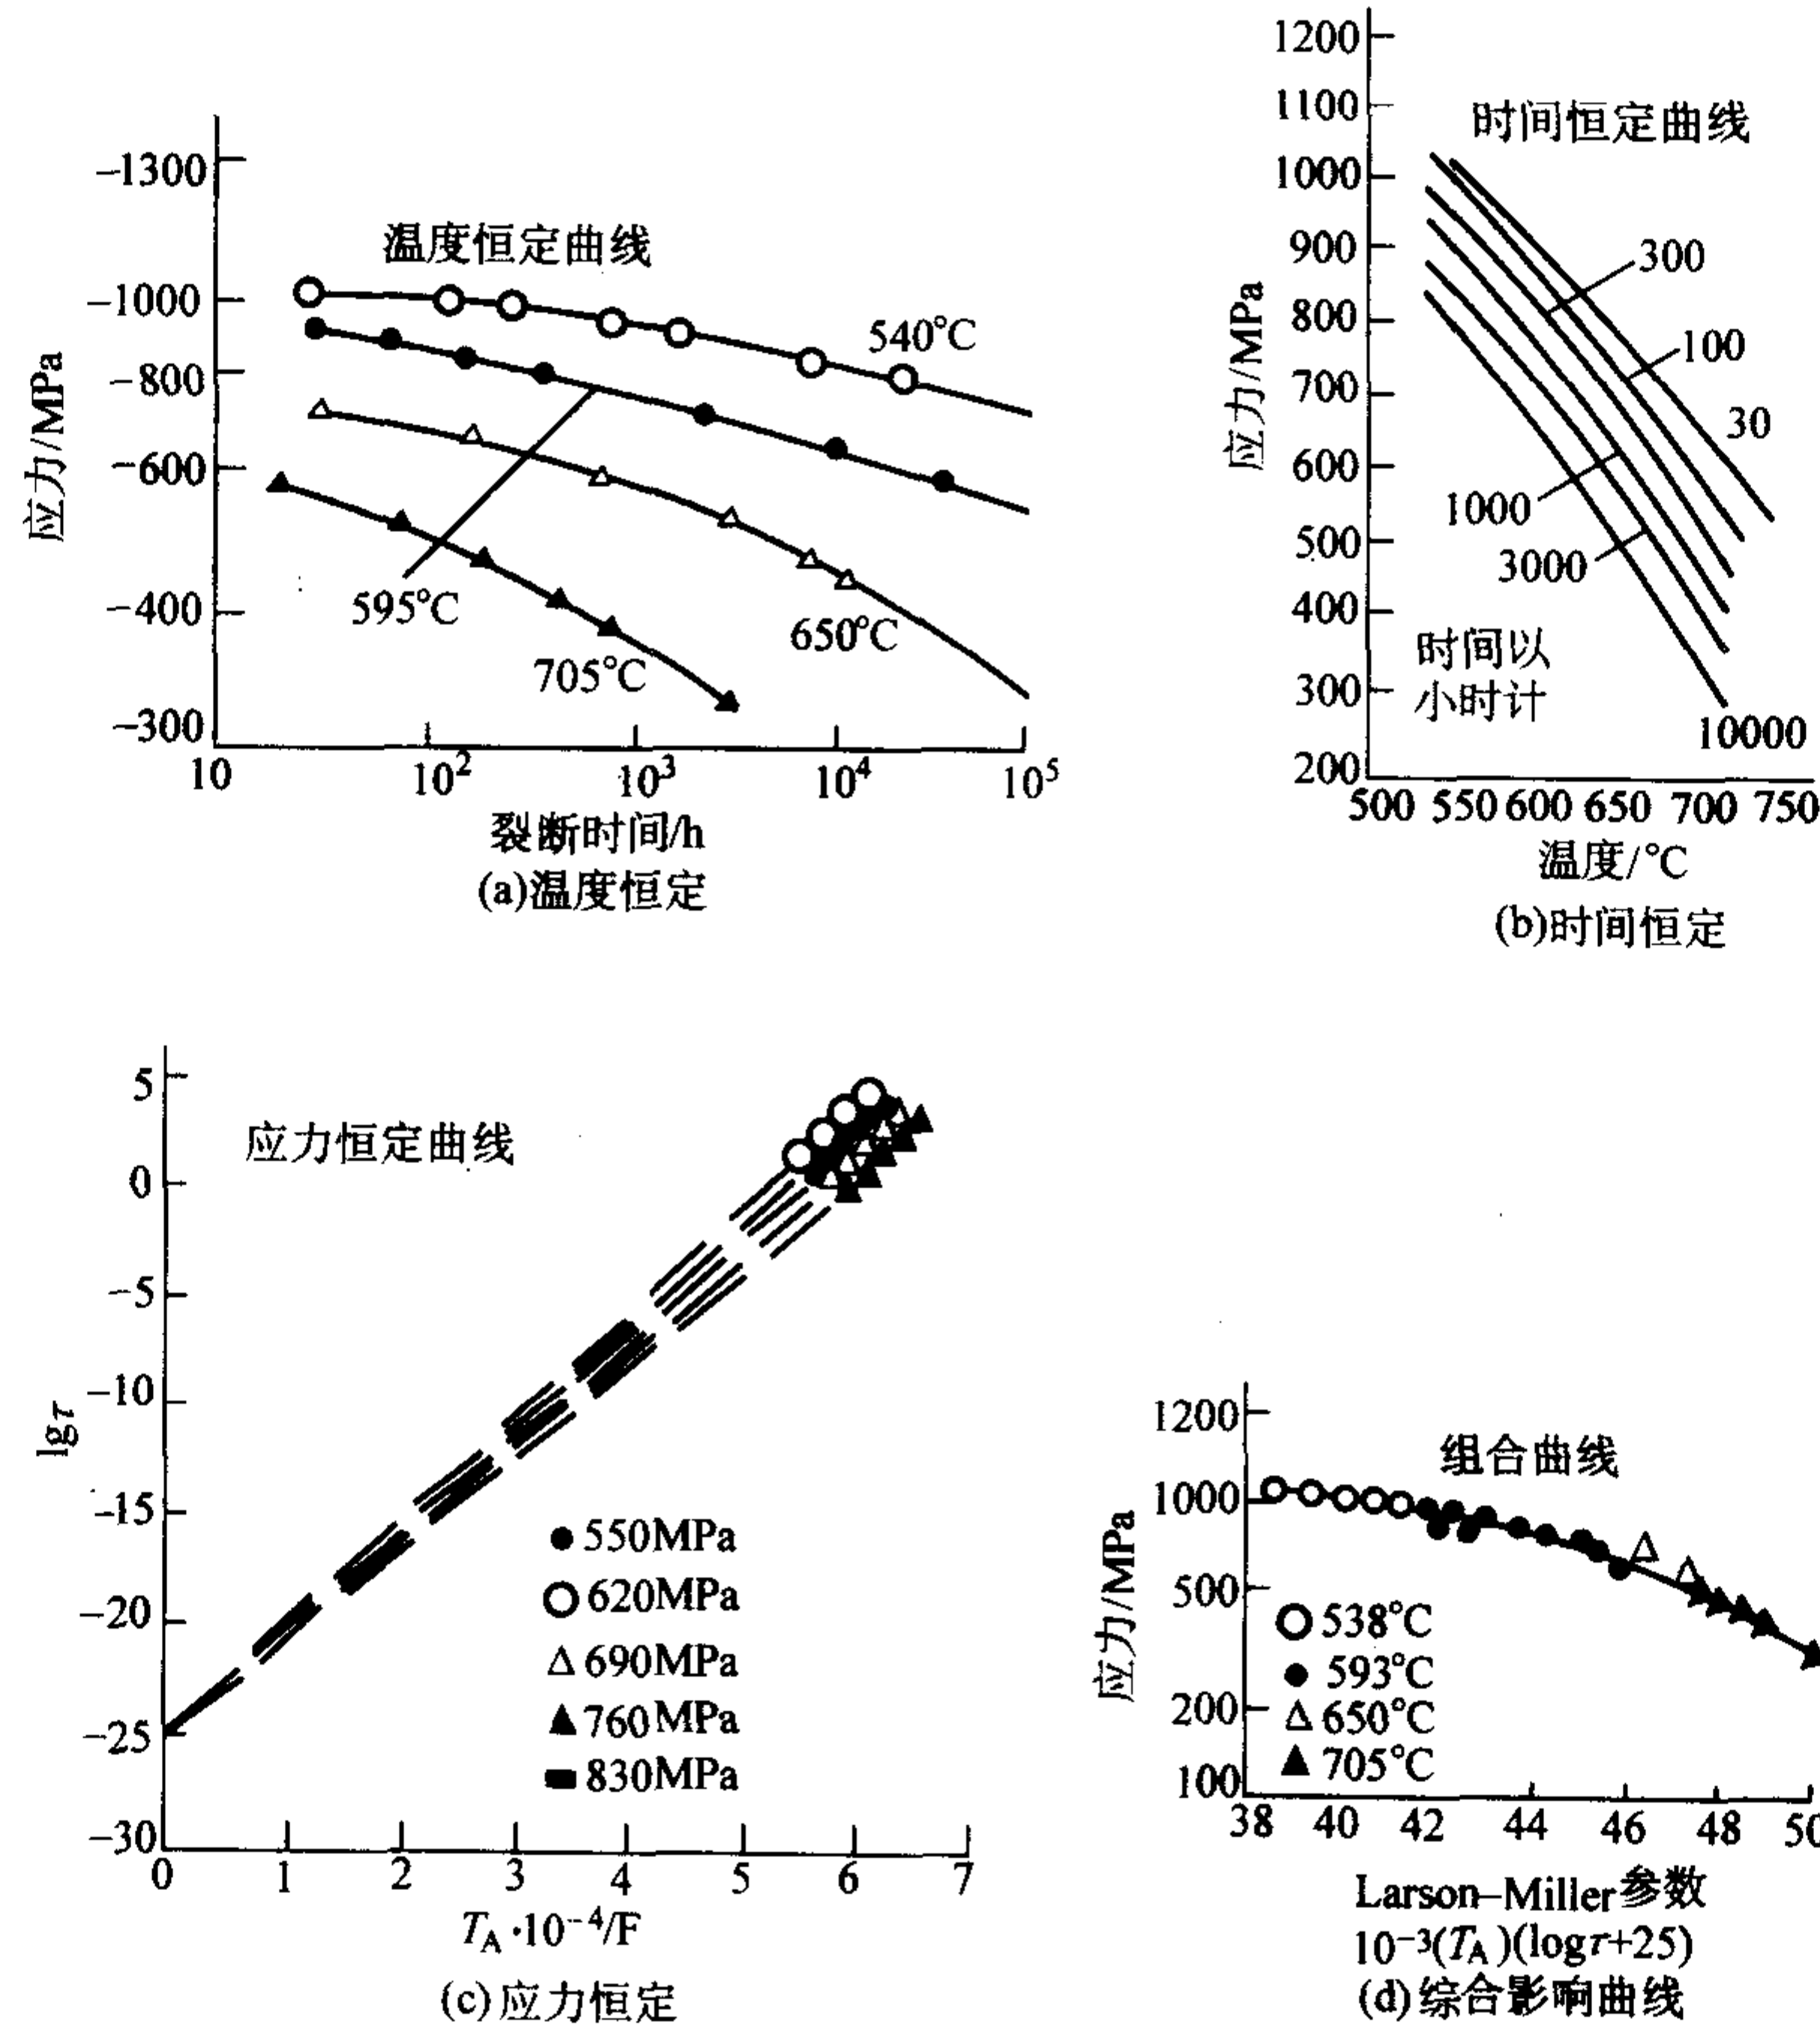 温度恒定曲线
应力/MPa
-1300
-1000
-800
-600
-400
-300
10
10²
10³
10⁴
10⁵
540°C
595°C
650°C
705°C
裂断时间/h
(a)温度恒定
时间恒定曲线
应力/MPa
1200
1100
1000
900
800
700
600
500
400
300
200
300
100
30
1000
3000
10000
时间以
小时计
500 550 600 650 700 750
温度/°C
(b)时间恒定
应力恒定曲线
lgτ
5
0
-5
-10
-15
-20
-25
-30
0 1 2 3 4 5 6 7
550MPa
620MPa
690MPa
760MPa
830MPa
T_A·10⁻⁴/F
(c)应力恒定
组合曲线
应力/MPa
1200
1000
500
200
100
538°C
593°C
650°C
705°C
38 40 42 44 46 48 50
Larson-Miller参数
10⁻³(T_A)(logτ+25)
(d)综合影响曲线